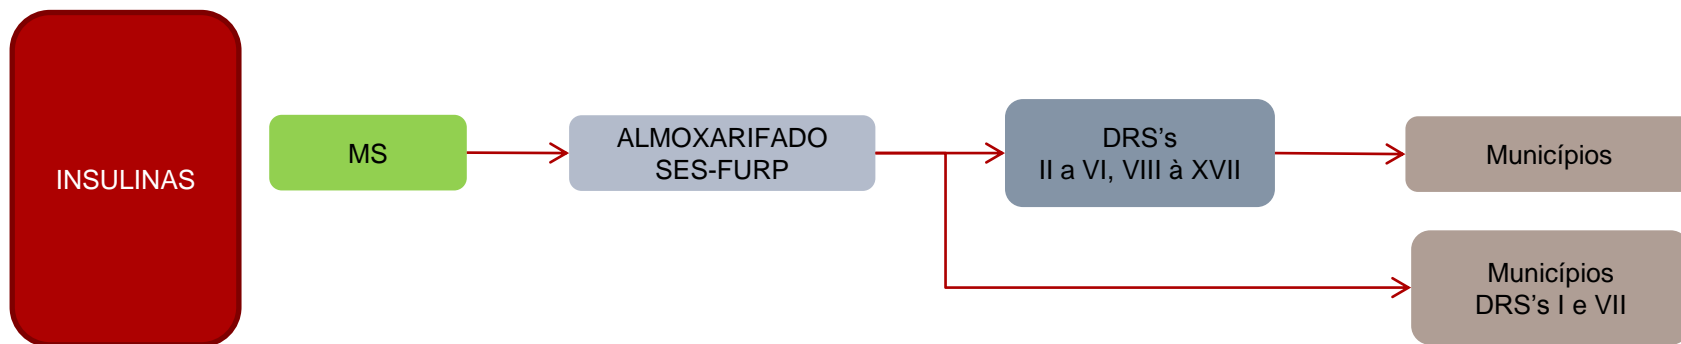 INSULINAS
MS
ALMOXARIFADO
SES-FURP
DRS’s
II a VI, VIII à XVII
Municípios
Municípios
DRS’s I e VII